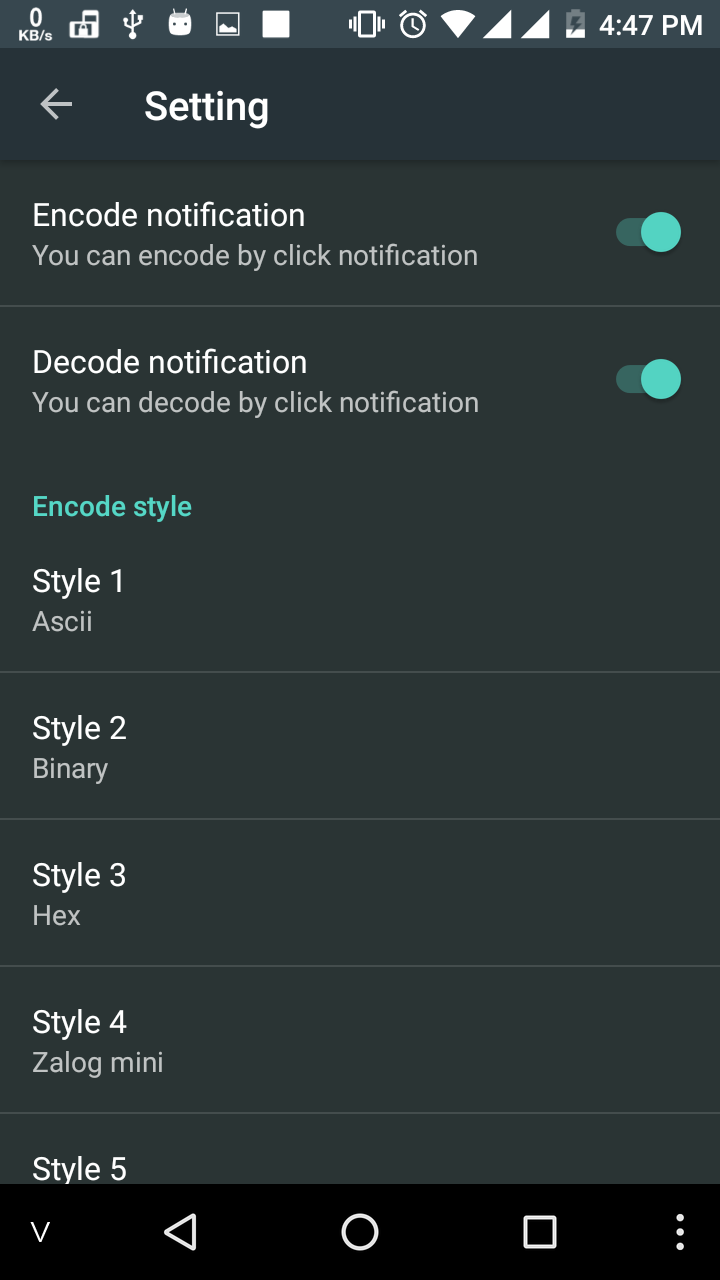 0
KB/s
4:47 PM
Setting
Encode notification
You can encode by click notification
Decode notification
You can decode by click notification
Encode style
Style 1
Ascii
Style 2
Binary
Style 3
Hex
Style 4
Zalog mini
Style 5